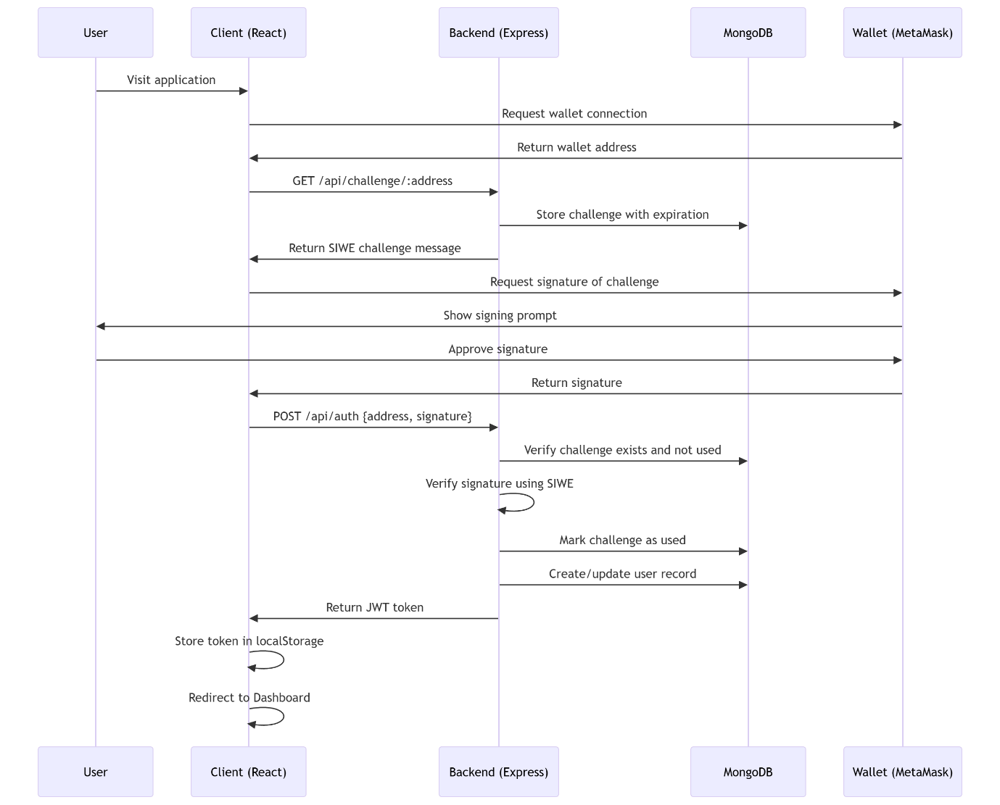 User
Client (React)
Backend (Express)
MongoDB
Wallet (MetaMask)
Visit application
Request wallet connection
Return wallet address
GET /api/challenge/:address
Store challenge with expiration
Return SIWE challenge message
Request signature of challenge
Show signing prompt
Approve signature
Return signature
POST /api/auth {address, signature}
Verify challenge exists and not used
Verify signature using SIWE
Mark challenge as used
Create/update user record
Return JWT token
Store token in localStorage
Redirect to Dashboard
User
Client (React)
Backend (Express)
MongoDB
Wallet (MetaMask)